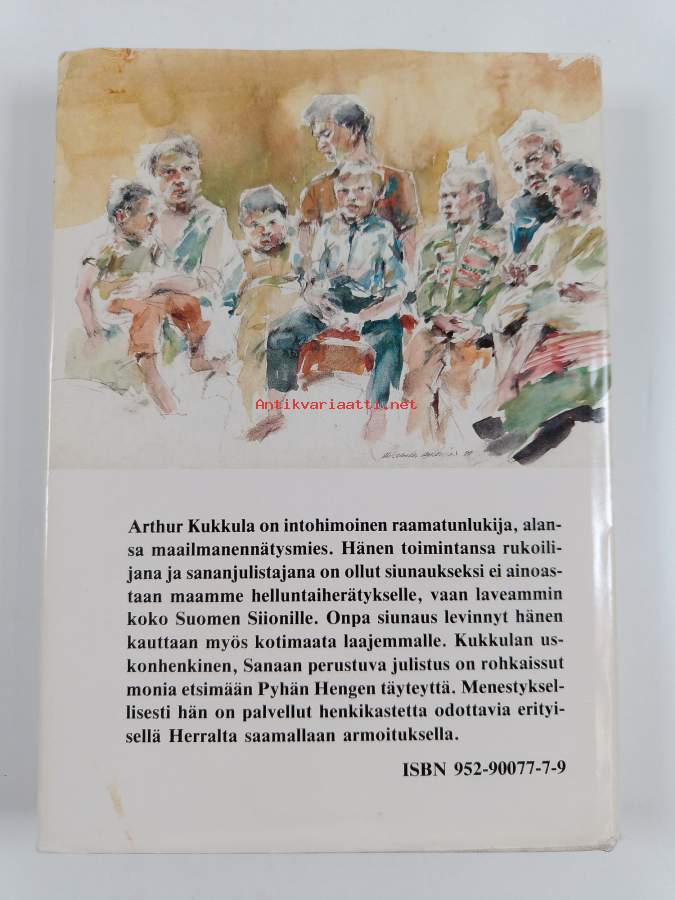 Antikvariaatti.net
Arthur Kukkula on intohimoinen raamatunlukija, alan-
sa maailmanennätysmies. Hänen toimintansa rukoili-
jana ja sananjulistajana on ollut siunaukseksi ei ainoas-
taan maamme helluntaiherätykselle, vaan laveammin
koko Suomen Siionille. Onpa siunaus levinnyt hänen
kauttaan myös kotimaata laajemmalle. Kukkulan us-
konhenkinen, Sanaan perustuva julistus on rohkaissut
monia etsimään Pyhän Hengen täyteyttä. Menestyksel-
lisesti hän on palvellut henkikastetta odottavia erityi-
sellä Herralta saamallaan armoituksella.
ISBN 952-90077-7-9